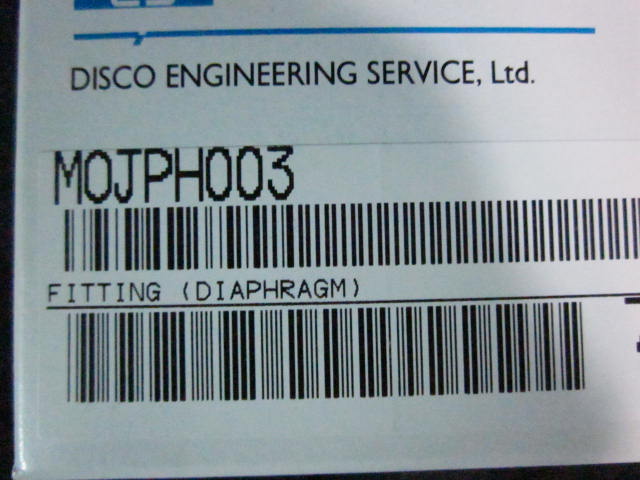 DISCO ENGINEERING SERVICE, Ltd.
MOJPH003
FITTING (DIAPHRAGM)